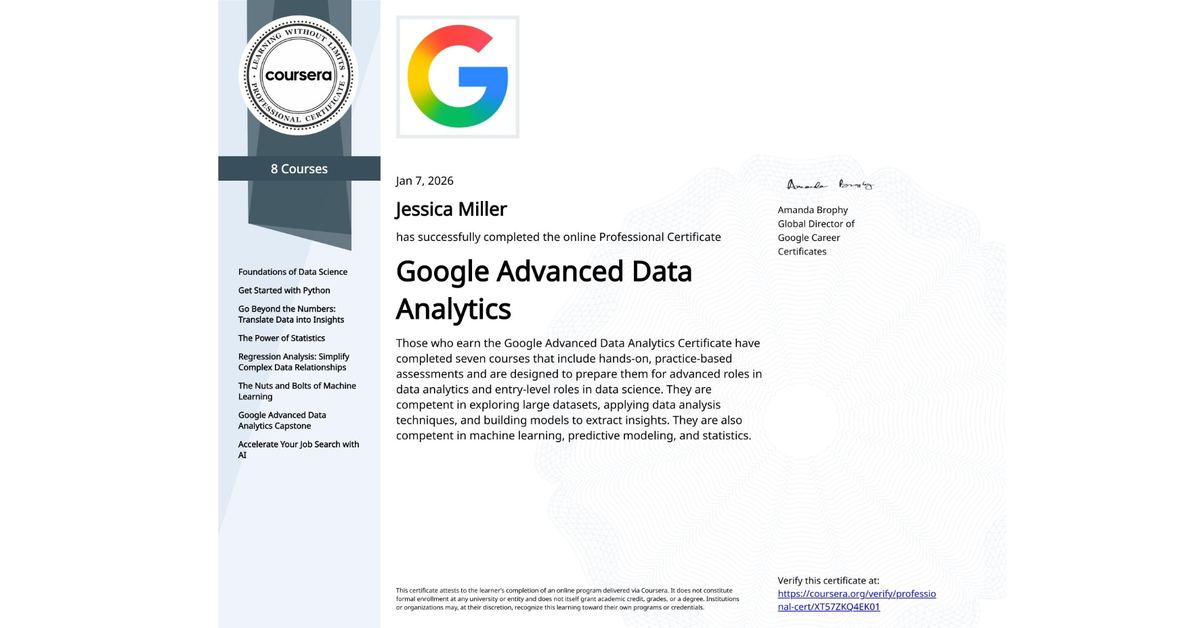 LEARNING WITHOUT LIMITS
coursera
PROFESSIONAL CERTIFICATE
8 Courses
Foundations of Data Science
Get Started with Python
Go Beyond the Numbers:
Translate Data into Insights
The Power of Statistics
Regression Analysis: Simplify
Complex Data Relationships
The Nuts and Bolts of Machine
Learning
Google Advanced Data
Analytics Capstone
Accelerate Your Job Search with
AI
G
Jan 7, 2026
Jessica Miller
has successfully completed the online Professional Certificate
Google Advanced Data
Analytics
Those who earn the Google Advanced Data Analytics Certificate have
completed seven courses that include hands-on, practice-based
assessments and are designed to prepare them for advanced roles in
data analytics and entry-level roles in data science. They are
competent in exploring large datasets, applying data analysis
techniques, and building models to extract insights. They are also
competent in machine learning, predictive modeling, and statistics.
Amanda Brophy
Amanda Brophy
Global Director of
Google Career
Certificates
This certificate attests to the learner's completion of an online program delivered via Coursera. It does not constitute
formal enrollment at any university or entity and does not itself grant academic credit, grades, or a degree. Institutions
or organizations may, at their discretion, recognize this learning toward their own programs or credentials.
Verify this certificate at:
https://coursera.org/verify/professio
nal-cert/XT57ZKQ4EK01